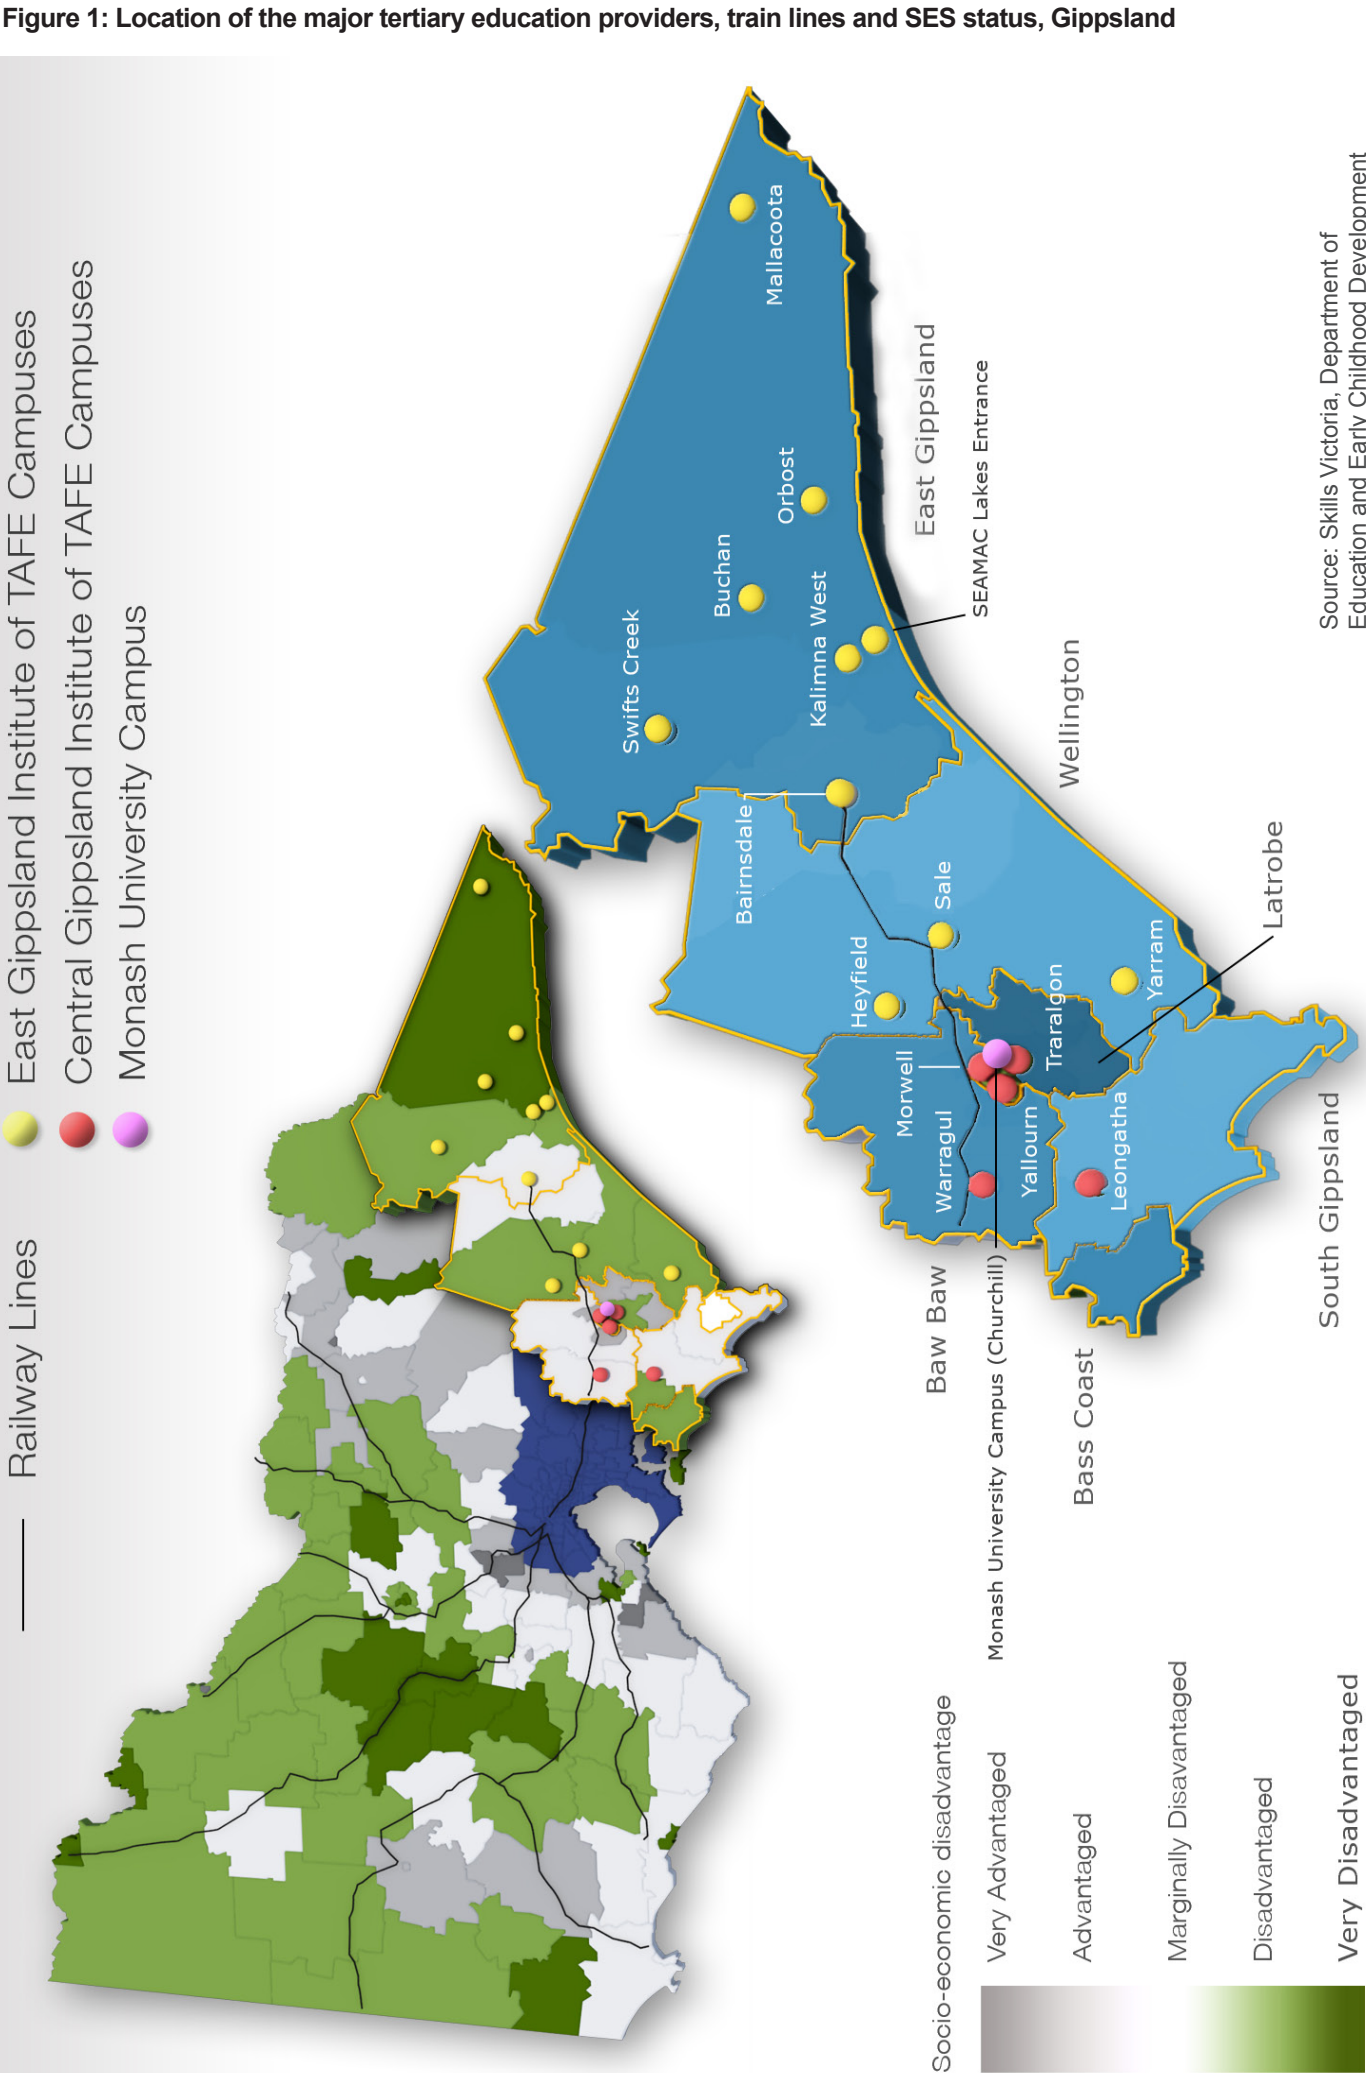 Figure 1: Location of the major tertiary education providers, train lines and SES status, Gippsland
Railway Lines
East Gippsland Institute of TAFE Campuses
Central Gippsland Institute of TAFE Campuses
Monash University Campus
Mallacoota
Orbost
Buchan
Swifts Creek
Kalimna West
East Gippsland
SEAMAC Lakes Entrance
Bairnsdale
Wellington
Sale
Heyfield
Yarram
Traralgon
Latrobe
Morwell
Warragul
Yallourn
Leongatha
South Gippsland
Baw Baw
Monash University Campus (Churchill)
Bass Coast
Socio-economic disadvantage
Very Advantaged
Advantaged
Marginally Disavantaged
Disadvantaged
Very Disadvantaged
Source: Skills Victoria, Department of
Education and Early Childhood Development